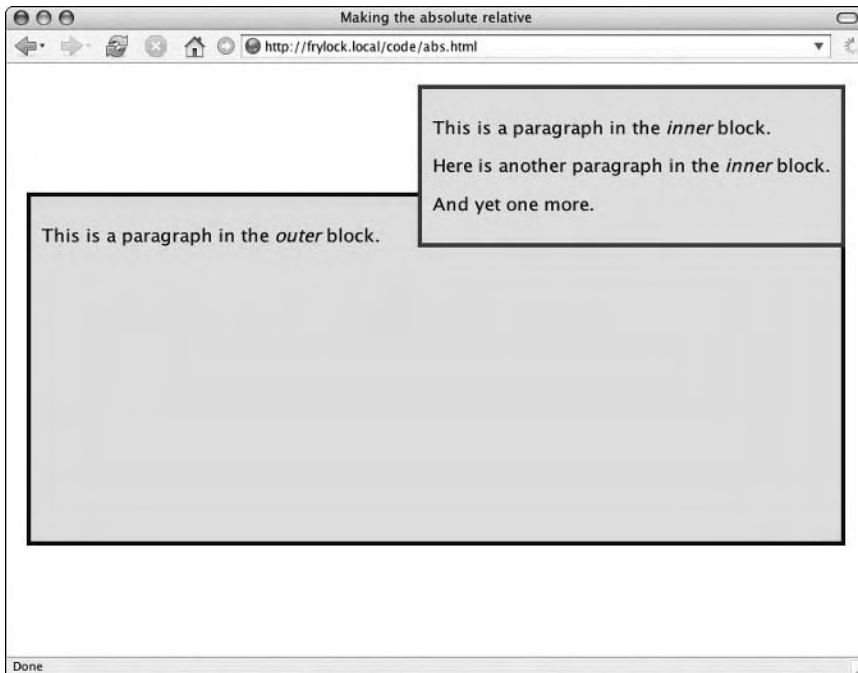 Making the absolute relative
http://frylock.local/code/abs.html
This is a paragraph in the inner block.
Here is another paragraph in the inner block.
And yet one more.
This is a paragraph in the outer block.
Done